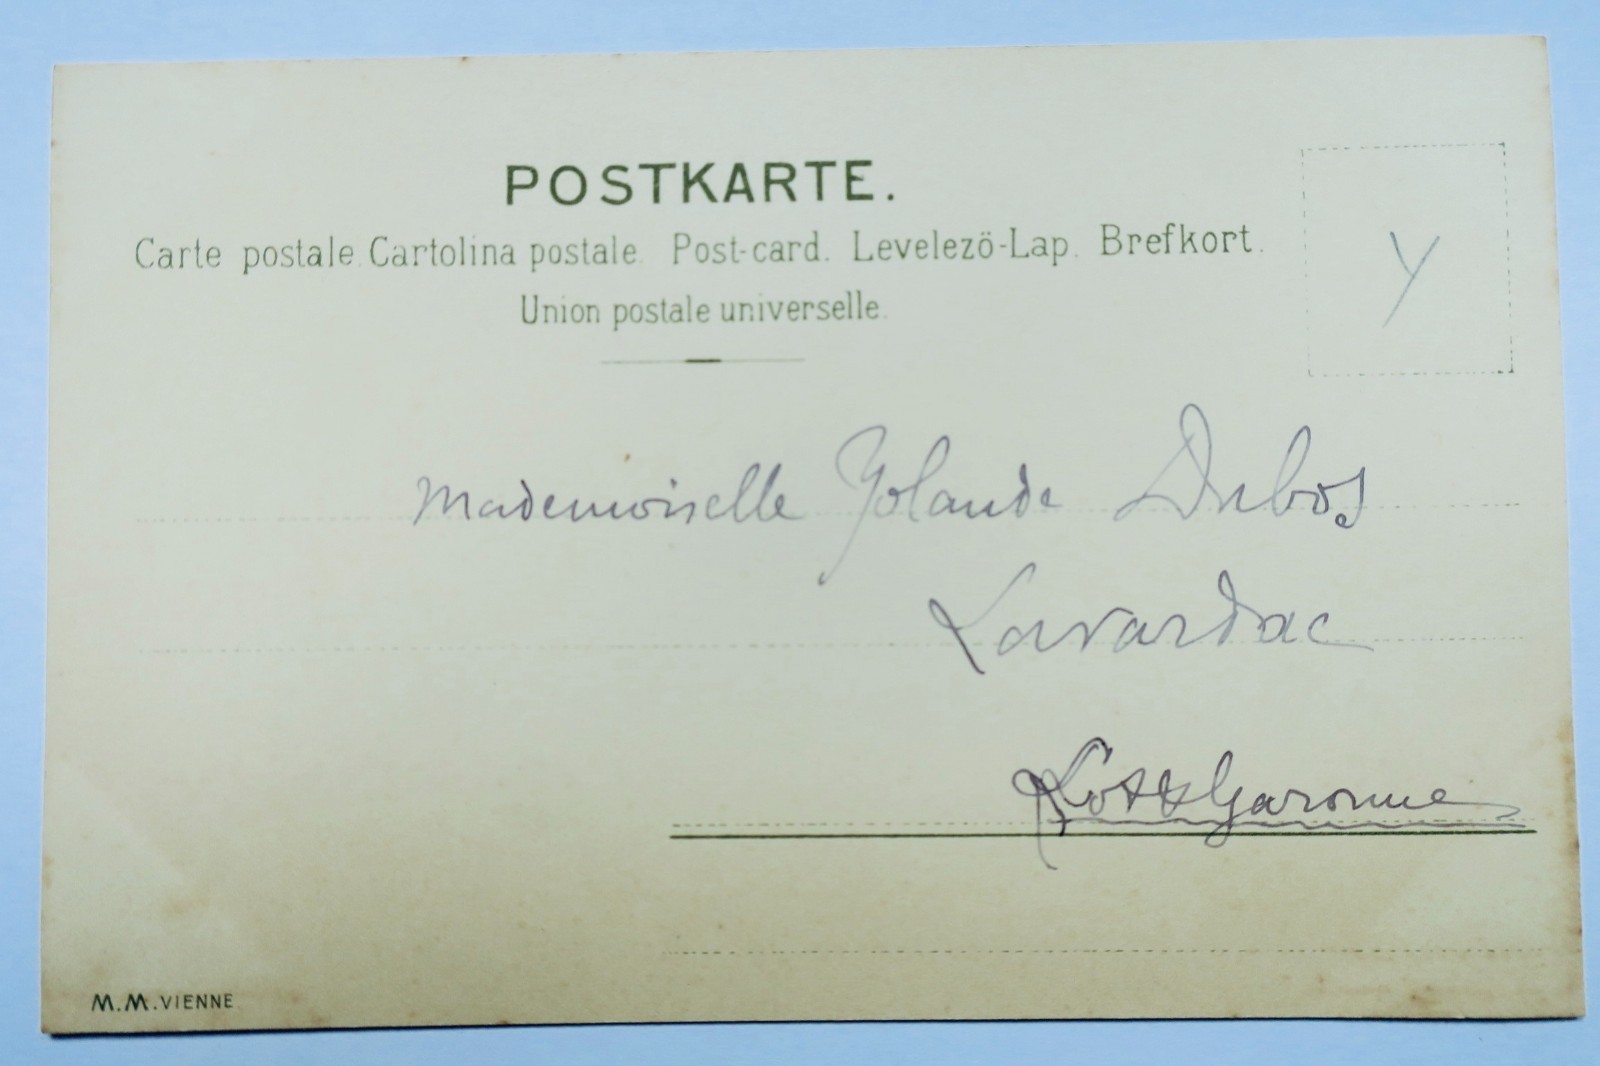 POSTKARTE.
Carte postale. Cartolina postale. Post-card. Levelezö-Lap. Brefkort.
Union postale universelle.
Y
Mademoiselle Yolande Dubos
Lavardac
Lot & Garonne
M.M.VIENNE